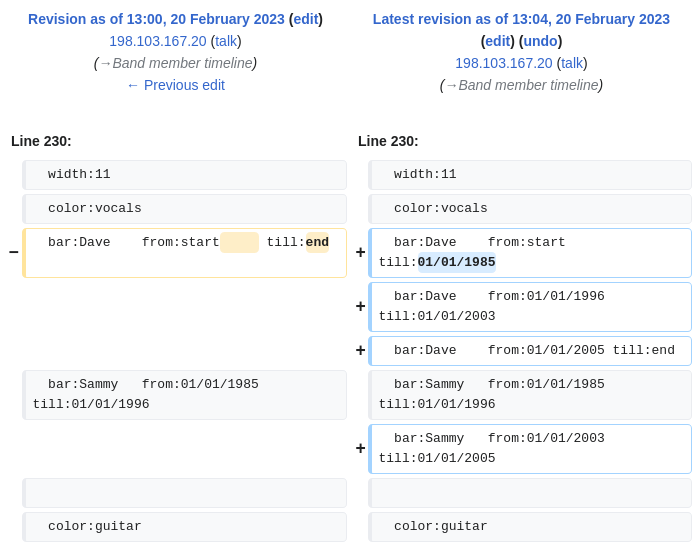 Revision as of 13:00, 20 February 2023 (edit)
198.103.167.20 (talk)
(→Band member timeline)
← Previous edit
Latest revision as of 13:04, 20 February 2023
(edit) (undo)
198.103.167.20 (talk)
(→Band member timeline)
Line 230:
Line 230:
width:11
width:11
color:vocals
color:vocals
− bar:Dave    from:start      till:end
+ bar:Dave    from:start
till:01/01/1985
+ bar:Dave    from:01/01/1996
till:01/01/2003
+ bar:Dave    from:01/01/2005 till:end
bar:Sammy   from:01/01/1985
till:01/01/1996
bar:Sammy   from:01/01/1985
till:01/01/1996
+ bar:Sammy   from:01/01/2003
till:01/01/2005
color:guitar
color:guitar